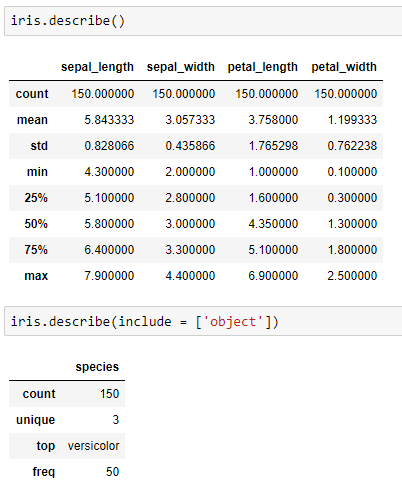 iris.describe()
sepal_length sepal_width petal_length petal_width
count 150.000000 150.000000 150.000000 150.000000
mean 5.843333 3.057333 3.758000 1.199333
std 0.828066 0.435866 1.765298 0.762238
min 4.300000 2.000000 1.000000 0.100000
25% 5.100000 2.800000 1.600000 0.300000
50% 5.800000 3.000000 4.350000 1.300000
75% 6.400000 3.300000 5.100000 1.800000
max 7.900000 4.400000 6.900000 2.500000
iris.describe(include = ['object'])
species
count 150
unique 3
top versicolor
freq 50